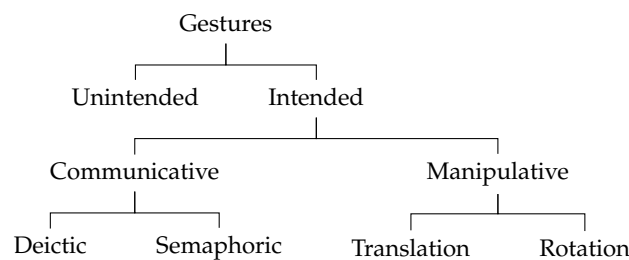 Gestures
Unintended Intended
Communicative Manipulative
Deictic Semaphoric Translation Rotation